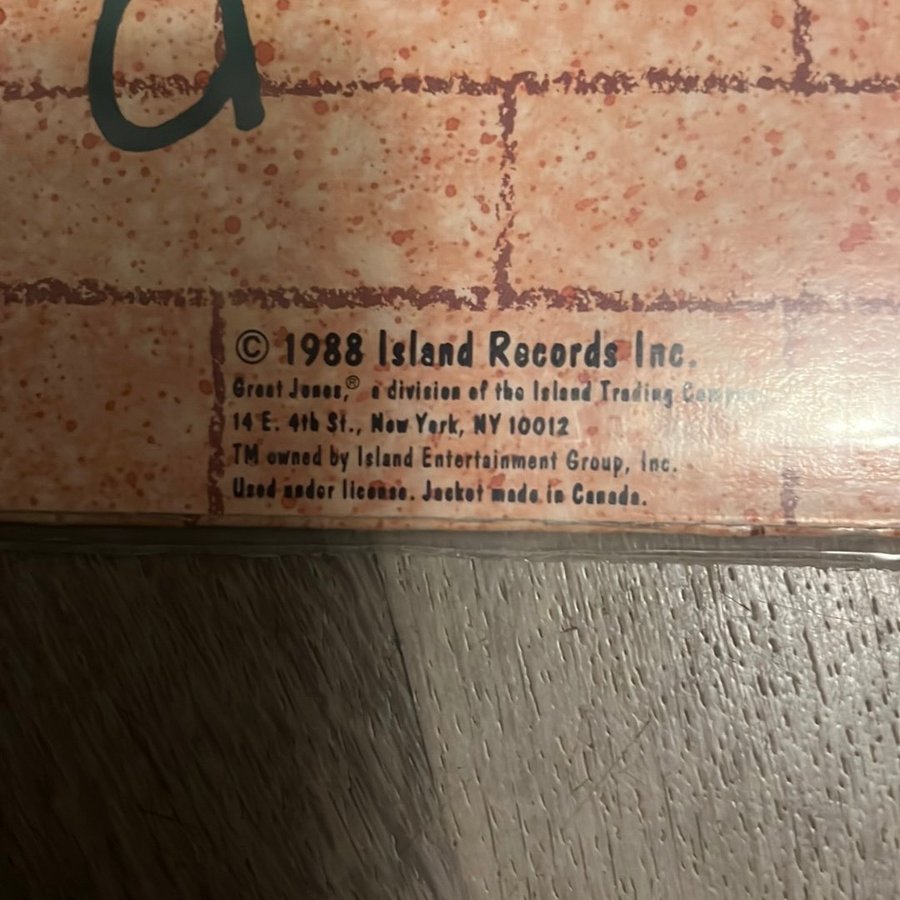 a
© 1988 Island Records Inc.
Great Jones,® a division of the Island Trading Company
14 E. 4th St., New York, NY 10012
TM owned by Island Entertainment Group, Inc.
Used under license. Jacket made in Canada.